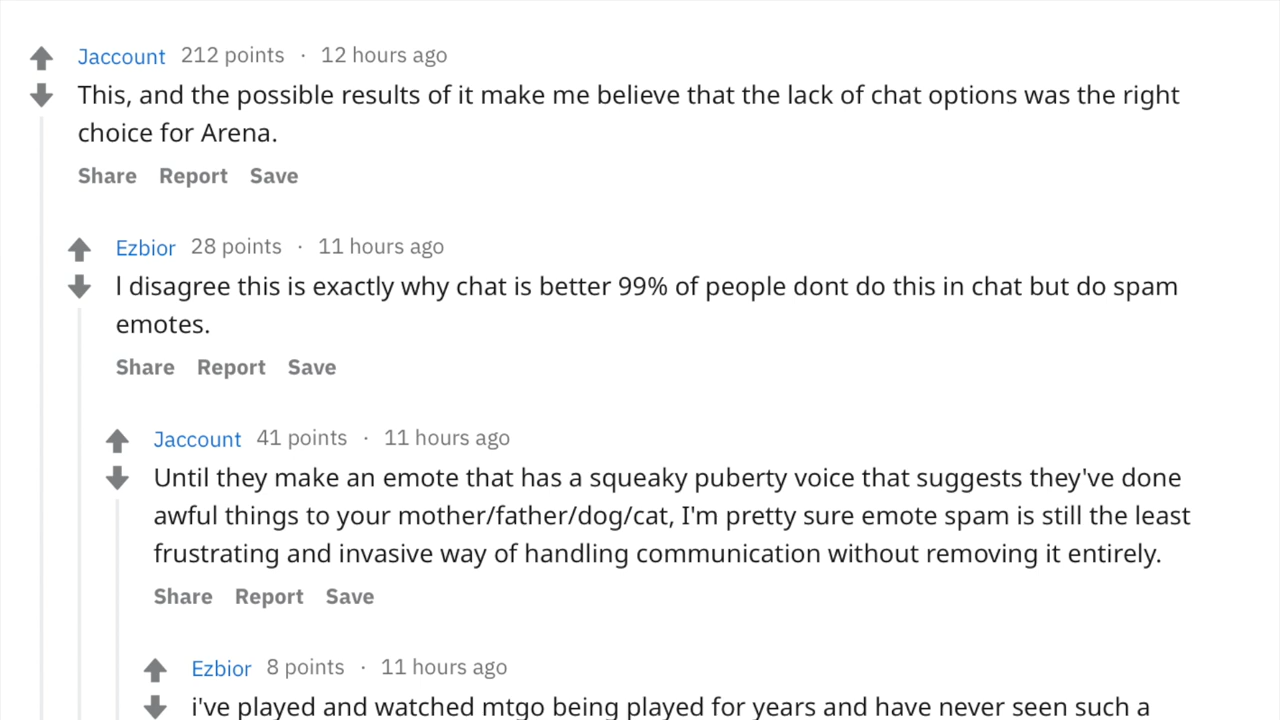 Jaccount 212 points · 12 hours ago
This, and the possible results of it make me believe that the lack of chat options was the right
choice for Arena.
Share Report Save
Ezbior 28 points · 11 hours ago
I disagree this is exactly why chat is better 99% of people dont do this in chat but do spam
emotes.
Share Report Save
Jaccount 41 points · 11 hours ago
Until they make an emote that has a squeaky puberty voice that suggests they've done
awful things to your mother/father/dog/cat, I'm pretty sure emote spam is still the least
frustrating and invasive way of handling communication without removing it entirely.
Share Report Save
Ezbior 8 points · 11 hours ago
i've played and watched mtgo being played for years and have never seen such a